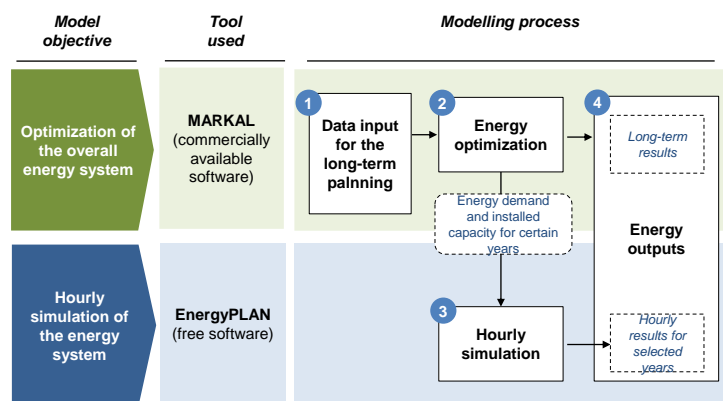 Model
objective
Tool
used
Modelling process
Optimization of
the overall
energy system
MARKAL
(commercially
available
software)
1
Data input
for the
long-term
palnning
2
Energy
optimization
4
Long-term
results
Energy demand
and installed
capacity for certain
years
Energy
outputs
Hourly
simulation of
the energy
system
EnergyPLAN
(free software)
3
Hourly
simulation
Hourly
results for
selected
years